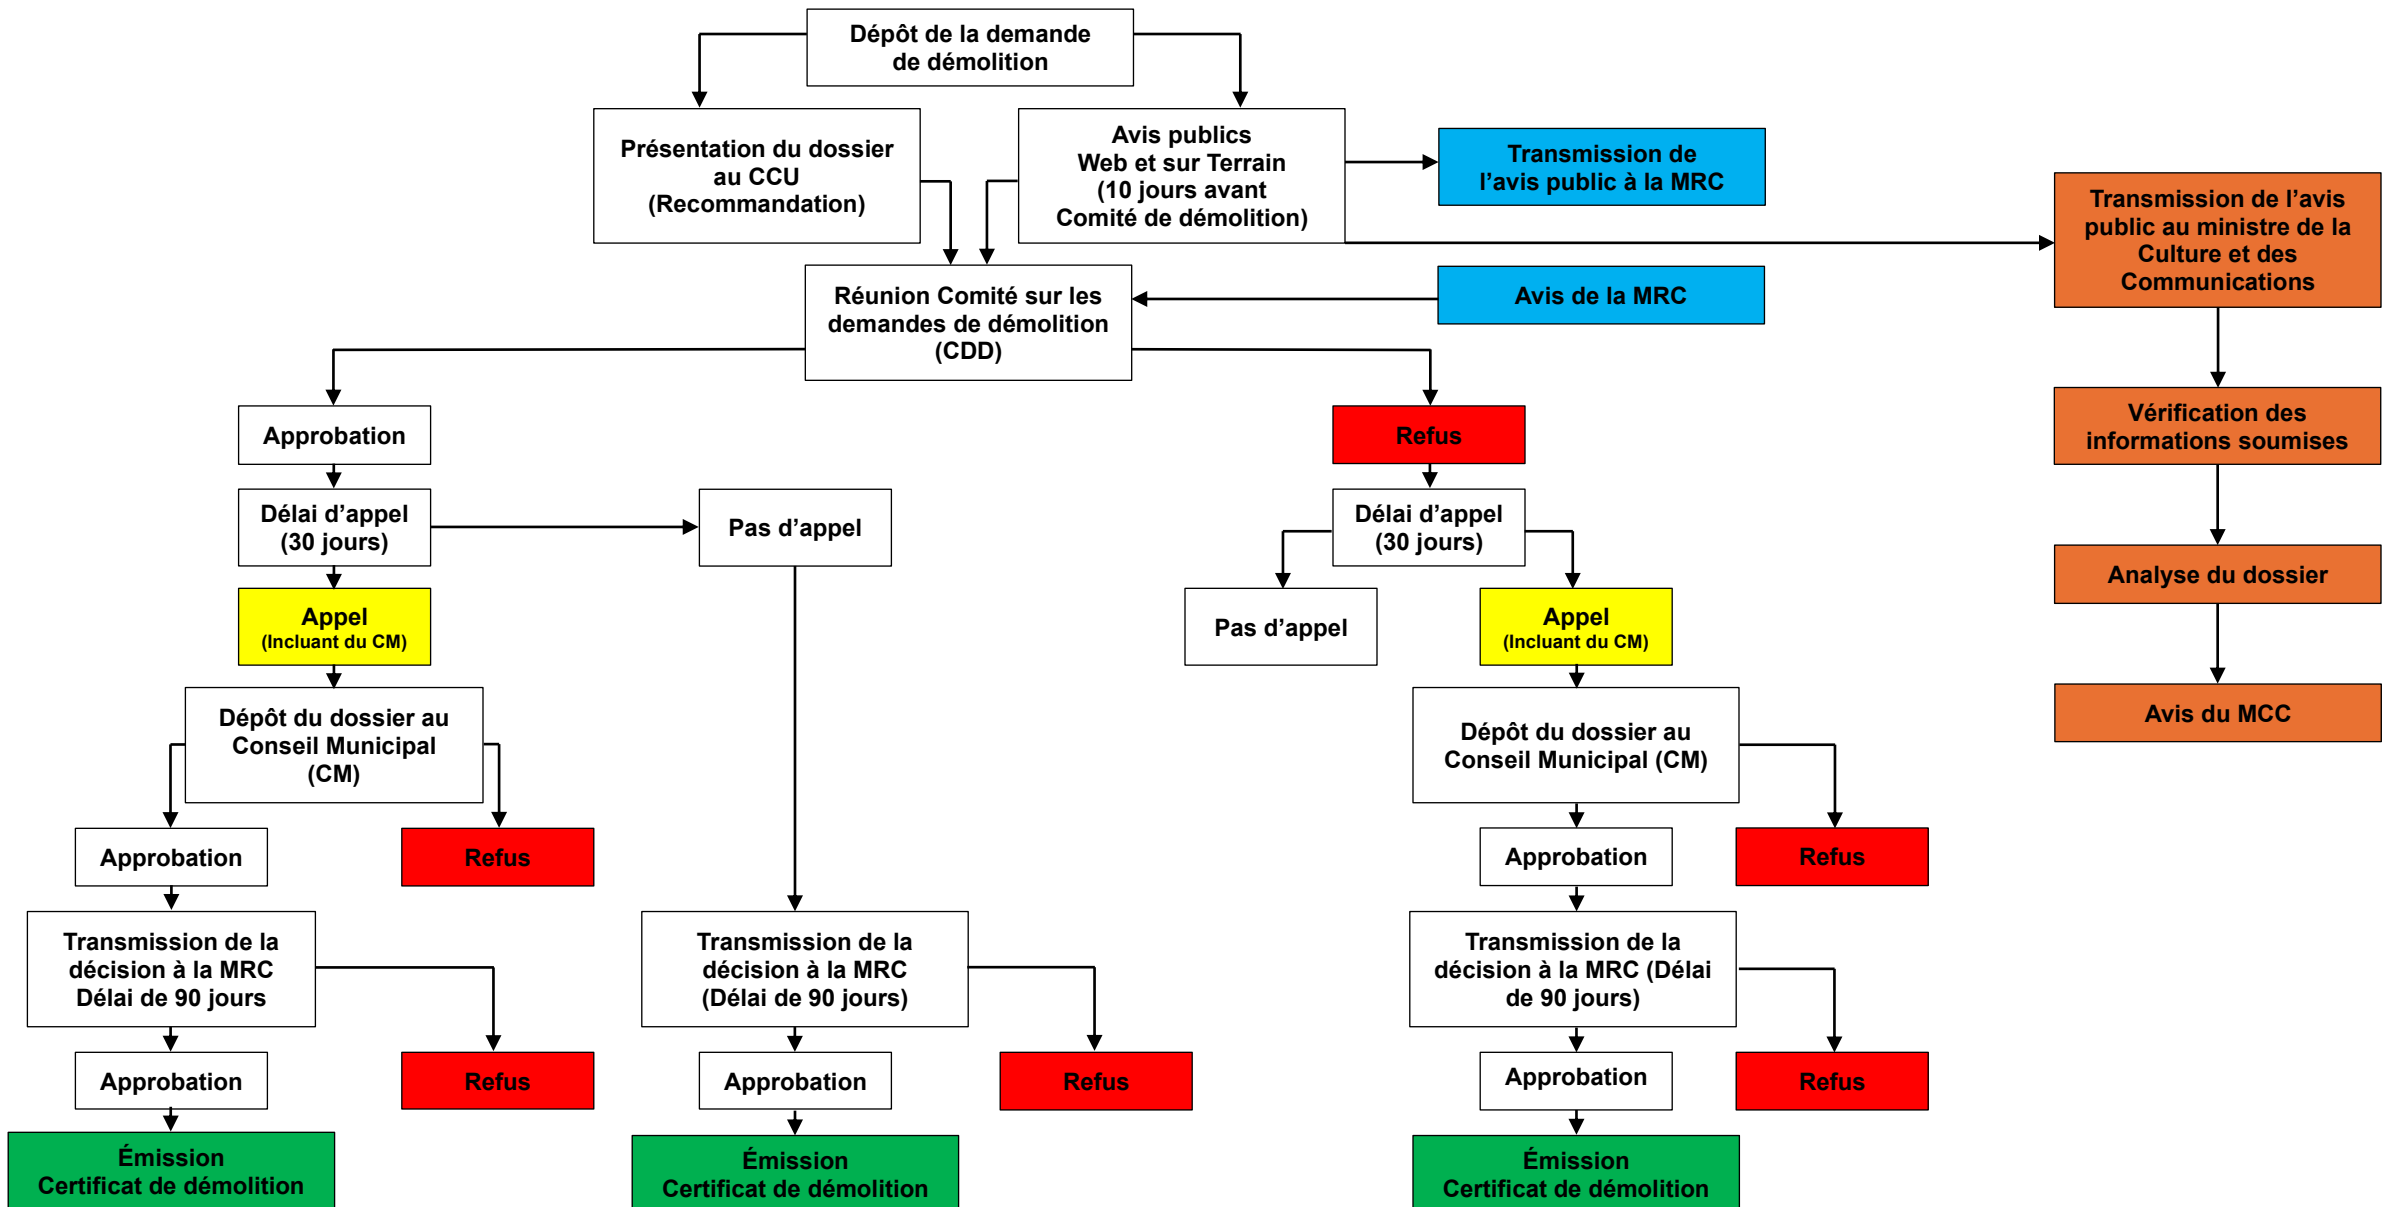 Dépôt de la demande
de démolition
Présentation du dossier
au CCU
(Recommandation)
Avis publics
Web et sur Terrain
(10 jours avant
Comité de démolition)
Transmission de
l’avis public à la MRC
Transmission de l’avis
public au ministre de la
Culture et des
Communications
Réunion Comité sur les
demandes de démolition
(CDD)
Avis de la MRC
Approbation
Refus
Vérification des
informations soumises
Délai d’appel
(30 jours)
Pas d’appel
Délai d’appel
(30 jours)
Analyse du dossier
Appel
(Incluant du CM)
Pas d’appel
Appel
(Incluant du CM)
Avis du MCC
Dépôt du dossier au
Conseil Municipal
(CM)
Dépôt du dossier au
Conseil Municipal (CM)
Approbation
Refus
Approbation
Refus
Transmission de la
décision à la MRC
Délai de 90 jours
Transmission de la
décision à la MRC
(Délai de 90 jours)
Transmission de la
décision à la MRC (Délai
de 90 jours)
Approbation
Refus
Approbation
Refus
Approbation
Refus
Émission
Certificat de démolition
Émission
Certificat de démolition
Émission
Certificat de démolition